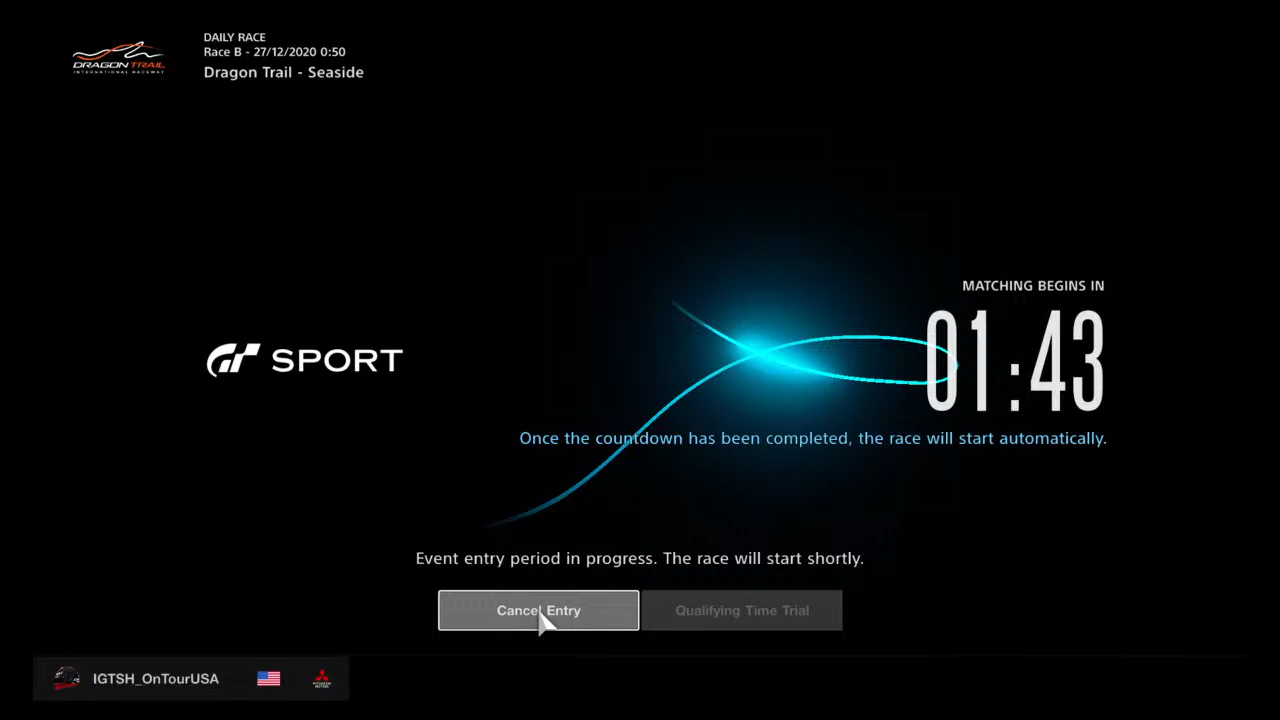 DRAGON TRAIL
INTERNATIONAL RACEWAY
DAILY RACE
Race B - 27/12/2020 0:50
Dragon Trail - Seaside
MATCHING BEGINS IN
01:43
GT SPORT
Once the countdown has been completed, the race will start automatically.
Event entry period in progress. The race will start shortly.
Cancel Entry
Qualifying Time Trial
IGTSH_OnTourUSA